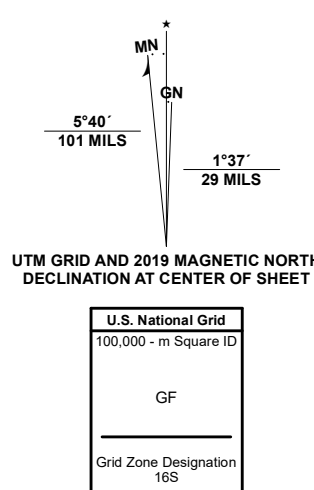 ★
MN
GN
5°40´
101 MILS
1°37´
29 MILS
UTM GRID AND 2019 MAGNETIC NORTH
DECLINATION AT CENTER OF SHEET
U.S. National Grid
100,000 - m Square ID
GF
Grid Zone Designation
16S